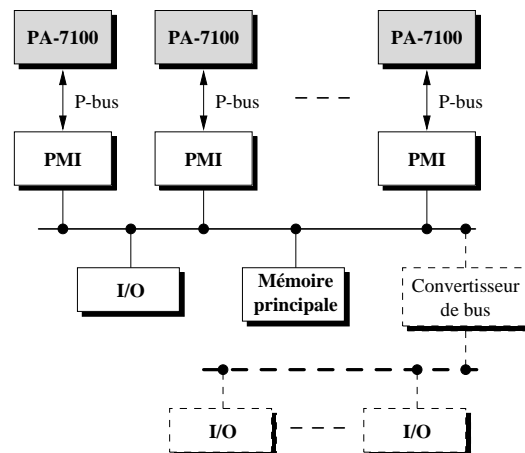 PA-7100
PA-7100
PA-7100
P-bus
P-bus
P-bus
PMI
PMI
PMI
I/O
Mémoire
principale
Convertisseur
de bus
I/O
I/O